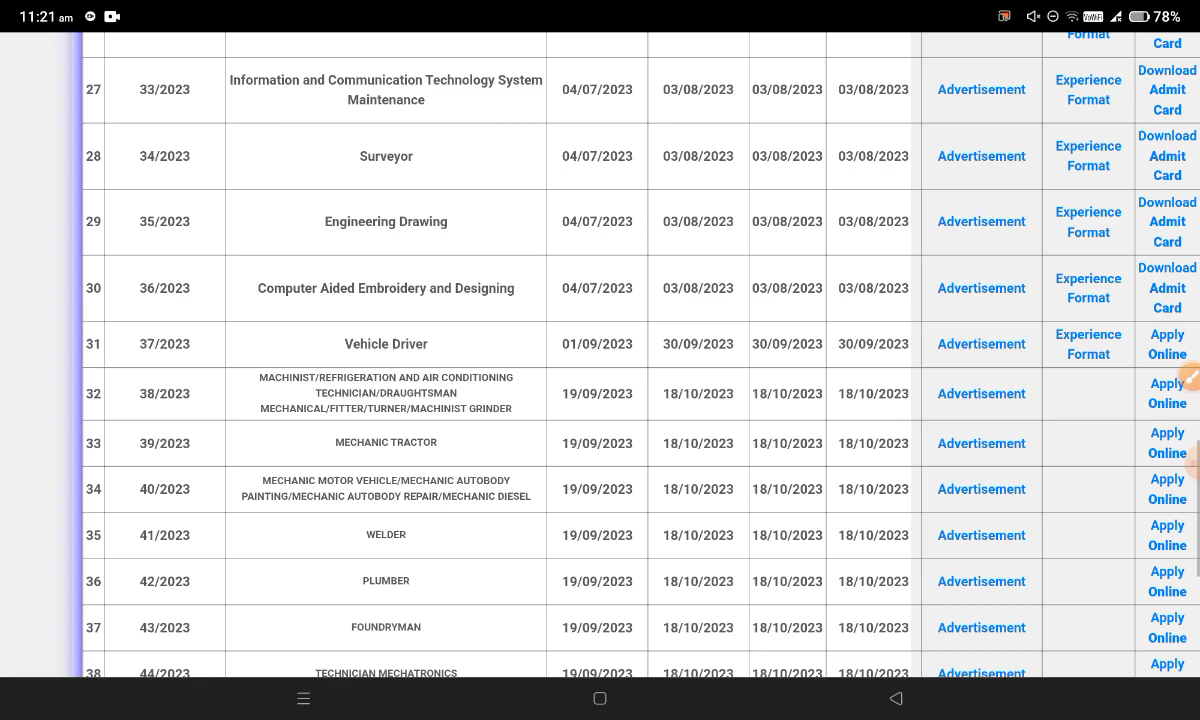 11:21 am VoWiFi 78%
Format Card
27 33/2023 Information and Communication Technology System Maintenance 04/07/2023 03/08/2023 03/08/2023 03/08/2023 Advertisement Experience Format Download Admit Card
28 34/2023 Surveyor 04/07/2023 03/08/2023 03/08/2023 03/08/2023 Advertisement Experience Format Download Admit Card
29 35/2023 Engineering Drawing 04/07/2023 03/08/2023 03/08/2023 03/08/2023 Advertisement Experience Format Download Admit Card
30 36/2023 Computer Aided Embroidery and Designing 04/07/2023 03/08/2023 03/08/2023 03/08/2023 Advertisement Experience Format Download Admit Card
31 37/2023 Vehicle Driver 01/09/2023 30/09/2023 30/09/2023 30/09/2023 Advertisement Experience Format Apply Online
32 38/2023 MACHINIST/REFRIGERATION AND AIR CONDITIONING TECHNICIAN/DRAUGHTSMAN MECHANICAL/FITTER/TURNER/MACHINIST GRINDER 19/09/2023 18/10/2023 18/10/2023 18/10/2023 Advertisement Apply Online
33 39/2023 MECHANIC TRACTOR 19/09/2023 18/10/2023 18/10/2023 18/10/2023 Advertisement Apply Online
34 40/2023 MECHANIC MOTOR VEHICLE/MECHANIC AUTOBODY PAINTING/MECHANIC AUTOBODY REPAIR/MECHANIC DIESEL 19/09/2023 18/10/2023 18/10/2023 18/10/2023 Advertisement Apply Online
35 41/2023 WELDER 19/09/2023 18/10/2023 18/10/2023 18/10/2023 Advertisement Apply Online
36 42/2023 PLUMBER 19/09/2023 18/10/2023 18/10/2023 18/10/2023 Advertisement Apply Online
37 43/2023 FOUNDRYMAN 19/09/2023 18/10/2023 18/10/2023 18/10/2023 Advertisement Apply Online
38 44/2023 TECHNICIAN MECHATRONICS 19/09/2023 18/10/2023 18/10/2023 18/10/2023 Advertisement Apply